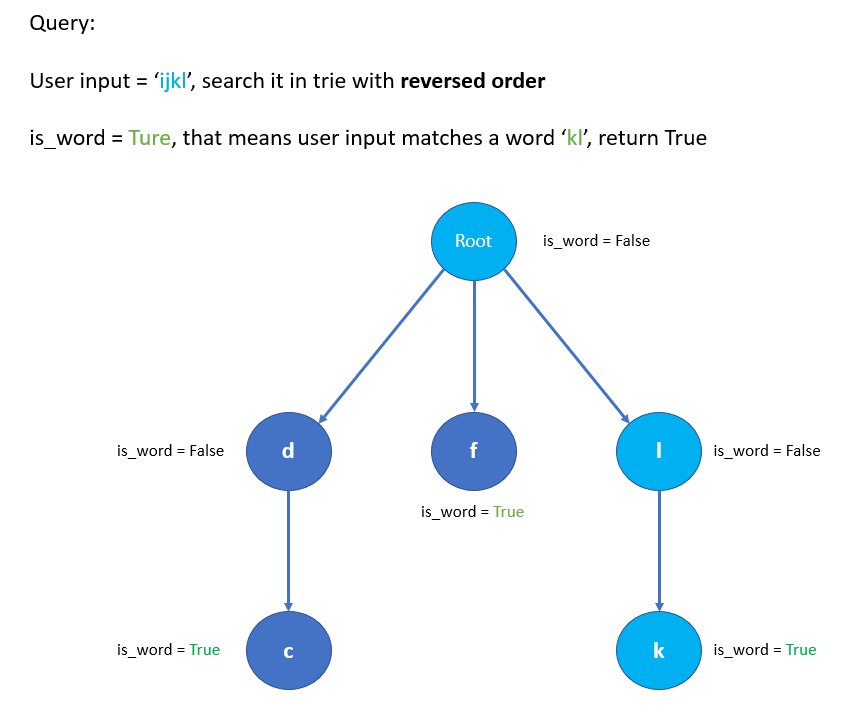 Query:
User input = ‘ijkl’, search it in trie with reversed order
is_word = Ture, that means user input matches a word ‘kl’, return True
Root
is_word = False
is_word = False
d
f
l
is_word = False
is_word = True
is_word = True
c
k
is_word = True